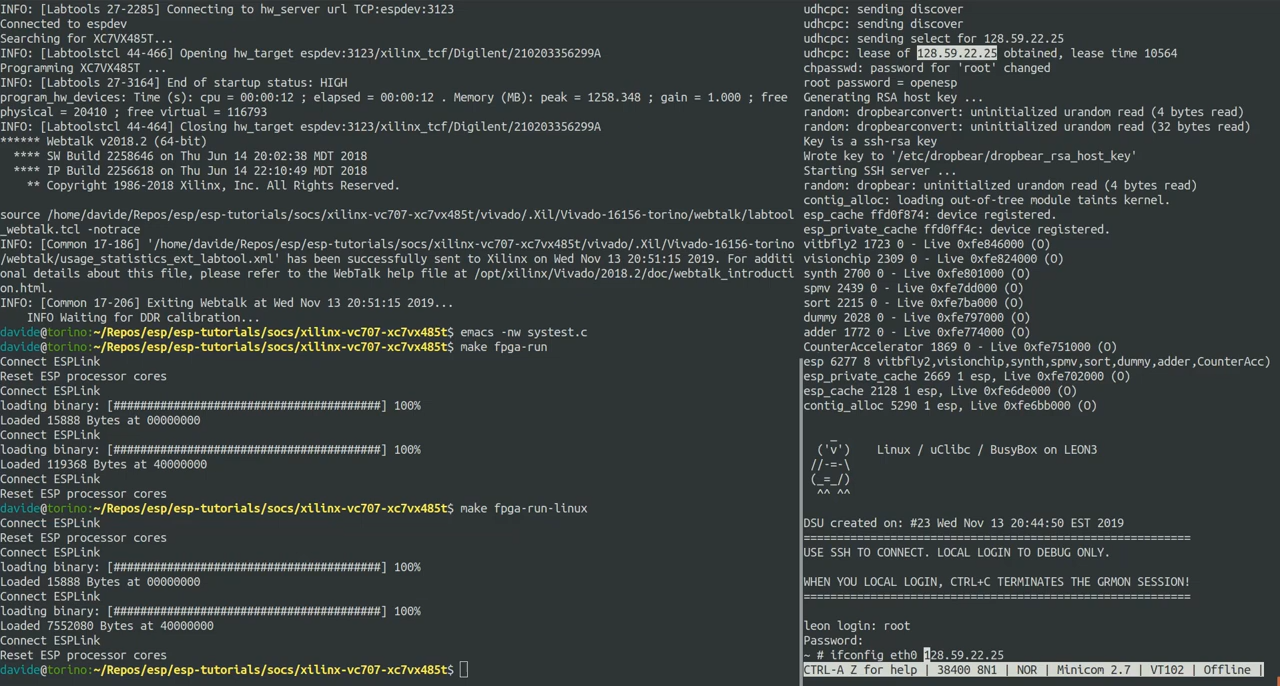 INFO: [Labtools 27-2285] Connecting to hw_server url TCP:espdev:3123
Connected to espdev
Searching for XC7VX485T...
INFO: [Labtoolstcl 44-466] Opening hw_target espdev:3123/xilinx_tcf/Digilent/210203356299A
Programming XC7VX485T ...
INFO: [Labtools 27-3164] End of startup status: HIGH
program_hw_devices: Time (s): cpu = 00:00:12 ; elapsed = 00:00:12 . Memory (MB): peak = 1258.348 ; gain = 1.000 ; free
physical = 20410 ; free virtual = 116793
INFO: [Labtoolstcl 44-464] Closing hw_target espdev:3123/xilinx_tcf/Digilent/210203356299A
****** Webtalk v2018.2 (64-bit)
**** SW Build 2258646 on Thu Jun 14 20:02:38 MDT 2018
**** IP Build 2256618 on Thu Jun 14 22:10:49 MDT 2018
** Copyright 1986-2018 Xilinx, Inc. All Rights Reserved.
source /home/davide/Repos/esp/esp-tutorials/socs/xilinx-vc707-xc7vx485t/vivado/.Xil/Vivado-16156-torino/webtalk/labtool
_webtalk.tcl -notrace
INFO: [Common 17-186] '/home/davide/Repos/esp/esp-tutorials/socs/xilinx-vc707-xc7vx485t/vivado/.Xil/Vivado-16156-torino
/webtalk/usage_statistics_ext_labtool.xml' has been successfully sent to Xilinx on Wed Nov 13 20:51:15 2019. For additi
onal details about this file, please refer to the WebTalk help file at /opt/xilinx/Vivado/2018.2/doc/webtalk_introducti
on.html.
INFO: [Common 17-206] Exiting Webtalk at Wed Nov 13 20:51:15 2019...
INFO Waiting for DDR calibration...
davide@torino:~/Repos/esp/esp-tutorials/socs/xilinx-vc707-xc7vx485t$ emacs -nw systest.c
davide@torino:~/Repos/esp/esp-tutorials/socs/xilinx-vc707-xc7vx485t$ make fpga-run
Connect ESPLink
Reset ESP processor cores
Connect ESPLink
loading binary: [########################################] 100%
Loaded 15888 Bytes at 00000000
Connect ESPLink
loading binary: [########################################] 100%
Loaded 119368 Bytes at 40000000
Connect ESPLink
Reset ESP processor cores
davide@torino:~/Repos/esp/esp-tutorials/socs/xilinx-vc707-xc7vx485t$ make fpga-run-linux
Connect ESPLink
Reset ESP processor cores
Connect ESPLink
loading binary: [########################################] 100%
Loaded 15888 Bytes at 00000000
Connect ESPLink
loading binary: [########################################] 100%
Loaded 7552080 Bytes at 40000000
Connect ESPLink
Reset ESP processor cores
davide@torino:~/Repos/esp/esp-tutorials/socs/xilinx-vc707-xc7vx485t$
udhcpc: sending discover
udhcpc: sending discover
udhcpc: sending select for 128.59.22.25
udhcpc: lease of 128.59.22.25 obtained, lease time 10564
chpasswd: password for 'root' changed
root password = openesp
Generating RSA host key ...
random: dropbearconvert: uninitialized urandom read (4 bytes read)
random: dropbearconvert: uninitialized urandom read (32 bytes read)
Key is a ssh-rsa key
Wrote key to '/etc/dropbear/dropbear_rsa_host_key'
Starting SSH server ...
random: dropbear: uninitialized urandom read (4 bytes read)
contig_alloc: loading out-of-tree module taints kernel.
esp_cache ffd0f874: device registered.
esp_private_cache ffd0ff4c: device registered.
vitbfly2 1723 0 - Live 0xfe846000 (O)
visionchip 2309 0 - Live 0xfe824000 (O)
synth 2700 0 - Live 0xfe801000 (O)
spmv 2439 0 - Live 0xfe7dd000 (O)
sort 2215 0 - Live 0xfe7ba000 (O)
dummy 2028 0 - Live 0xfe797000 (O)
adder 1772 0 - Live 0xfe774000 (O)
CounterAccelerator 1869 0 - Live 0xfe751000 (O)
esp 6277 8 vitbfly2,visionchip,synth,spmv,sort,dummy,adder,CounterAcc)
esp_private_cache 2669 1 esp, Live 0xfe702000 (O)
esp_cache 2128 1 esp, Live 0xfe6de000 (O)
contig_alloc 5290 1 esp, Live 0xfe6bb000 (O)
_
('v') Linux / uClibc / BusyBox on LEON3
//-=-\
(_=_/)
^^ ^^
DSU created on: #23 Wed Nov 13 20:44:50 EST 2019
==========================================================
USE SSH TO CONNECT. LOCAL LOGIN TO DEBUG ONLY.
WHEN YOU LOCAL LOGIN, CTRL+C TERMINATES THE GRMON SESSION!
==========================================================
leon login: root
Password:
~ # ifconfig eth0 128.59.22.25
CTRL-A Z for help | 38400 8N1 | NOR | Minicom 2.7 | VT102 | Offline |